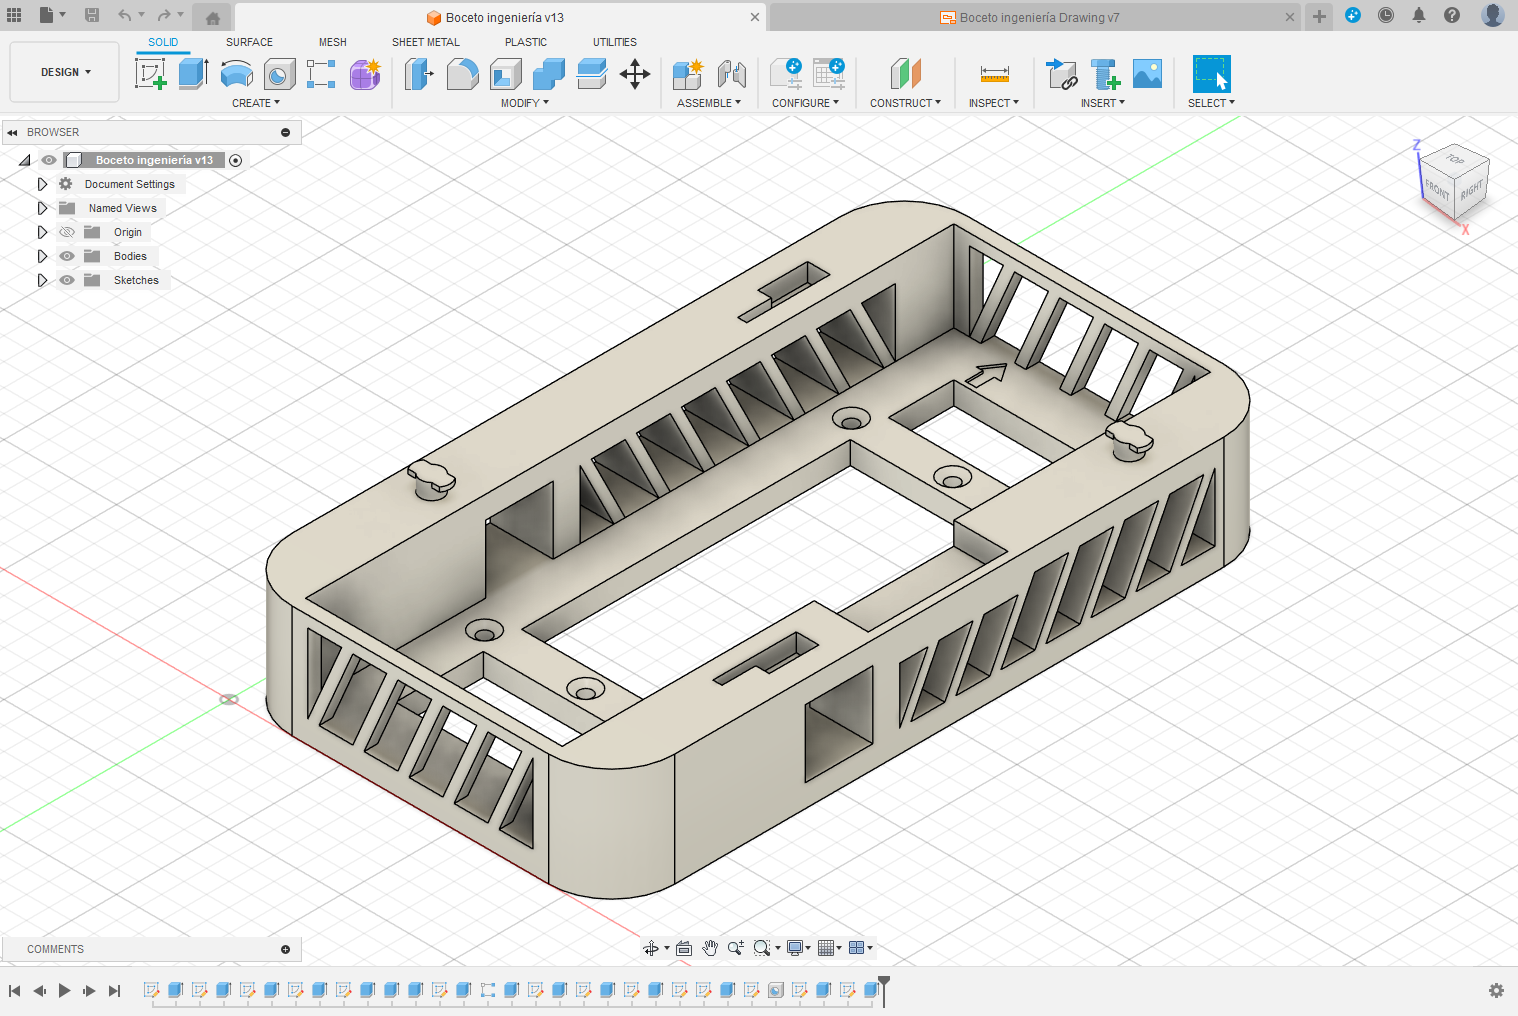 Boceto ingeniería v13
Boceto ingeniería Drawing v7
SOLID SURFACE MESH SHEET METAL PLASTIC UTILITIES
DESIGN
CREATE MODIFY ASSEMBLE CONFIGURE CONSTRUCT INSPECT INSERT SELECT
BROWSER
Boceto ingeniería v13
Document Settings
Named Views
Origin
Bodies
Sketches
Z
TOP
FRONT
RIGHT
X
COMMENTS